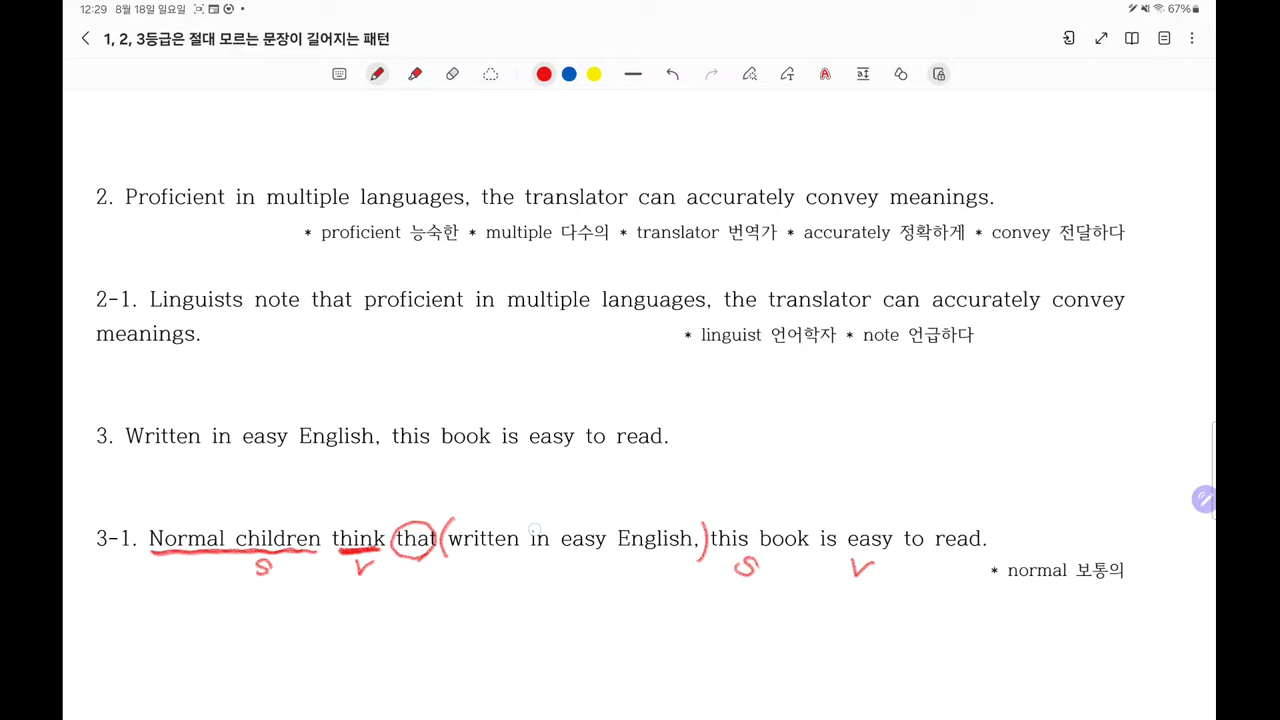 12:29 8월 18일 일요일
67%
1, 2, 3등급은 절대 모르는 문장이 길어지는 패턴
2. Proficient in multiple languages, the translator can accurately convey meanings.
* proficient 능숙한 * multiple 다수의 * translator 번역가 * accurately 정확하게 * convey 전달하다
2-1. Linguists note that proficient in multiple languages, the translator can accurately convey
meanings.
* linguist 언어학자 * note 언급하다
3. Written in easy English, this book is easy to read.
3-1. Normal children think that (written in easy English,) this book is easy to read.
S V S V
* normal 보통의